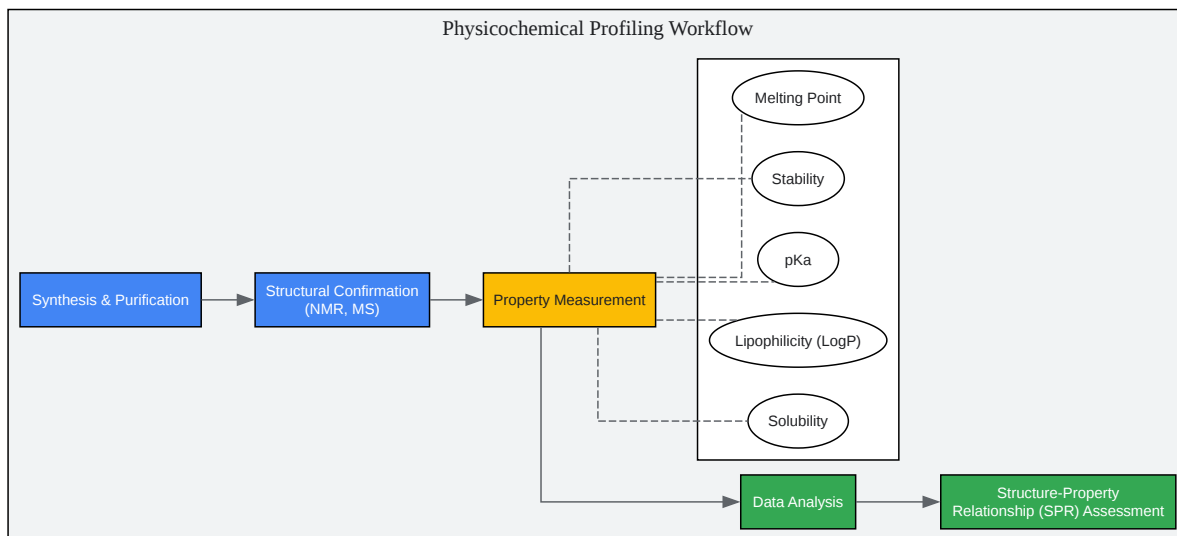 Physicochemical Profiling Workflow
Melting Point
Stability
pKa
Lipophilicity (LogP)
Solubility
Synthesis & Purification
Structural Confirmation
(NMR, MS)
Property Measurement
Data Analysis
Structure-Property
Relationship (SPR) Assessment